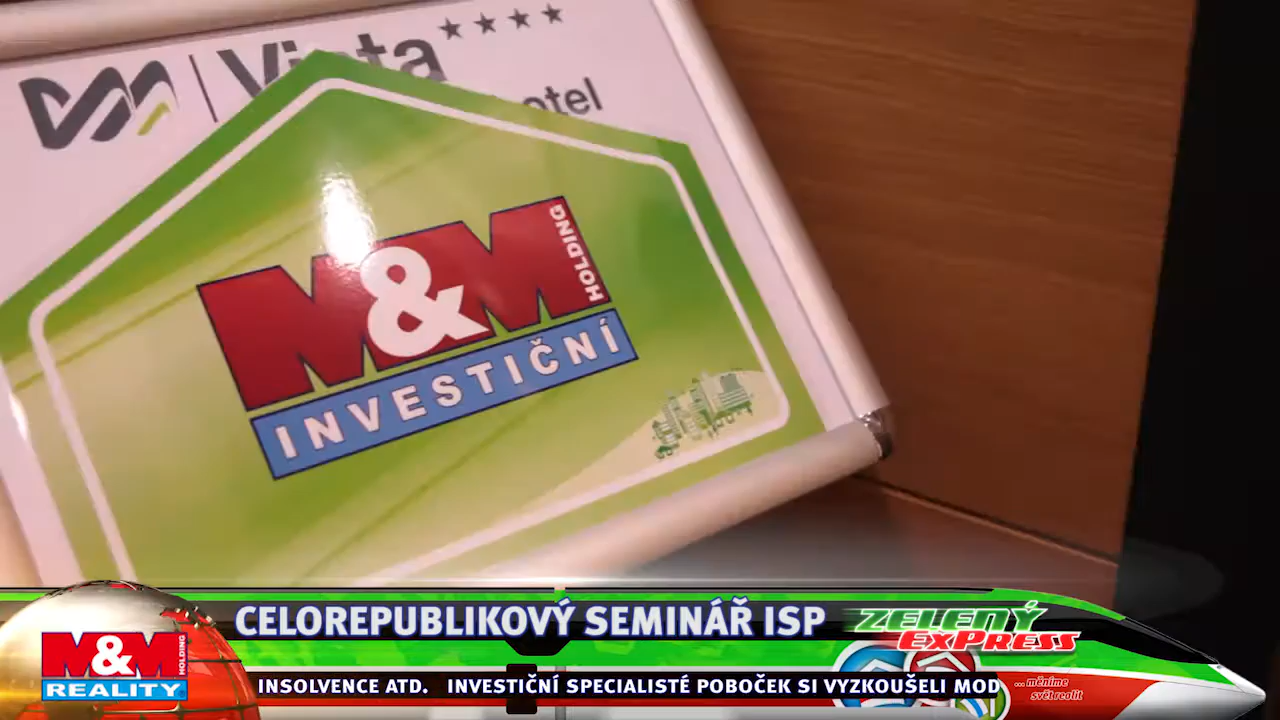 M&M
HOLDING
INVESTIČNÍ
CELOREPUBLIKOVÝ SEMINÁŘ ISP
ZELENÝ
EXPRESS
M&M
HOLDING
REALITY
INSOLVENCE ATD. INVESTIČNÍ SPECIALISTÉ POBOČEK SI VYZKOUŠELI MOD
...měníme
svět realit